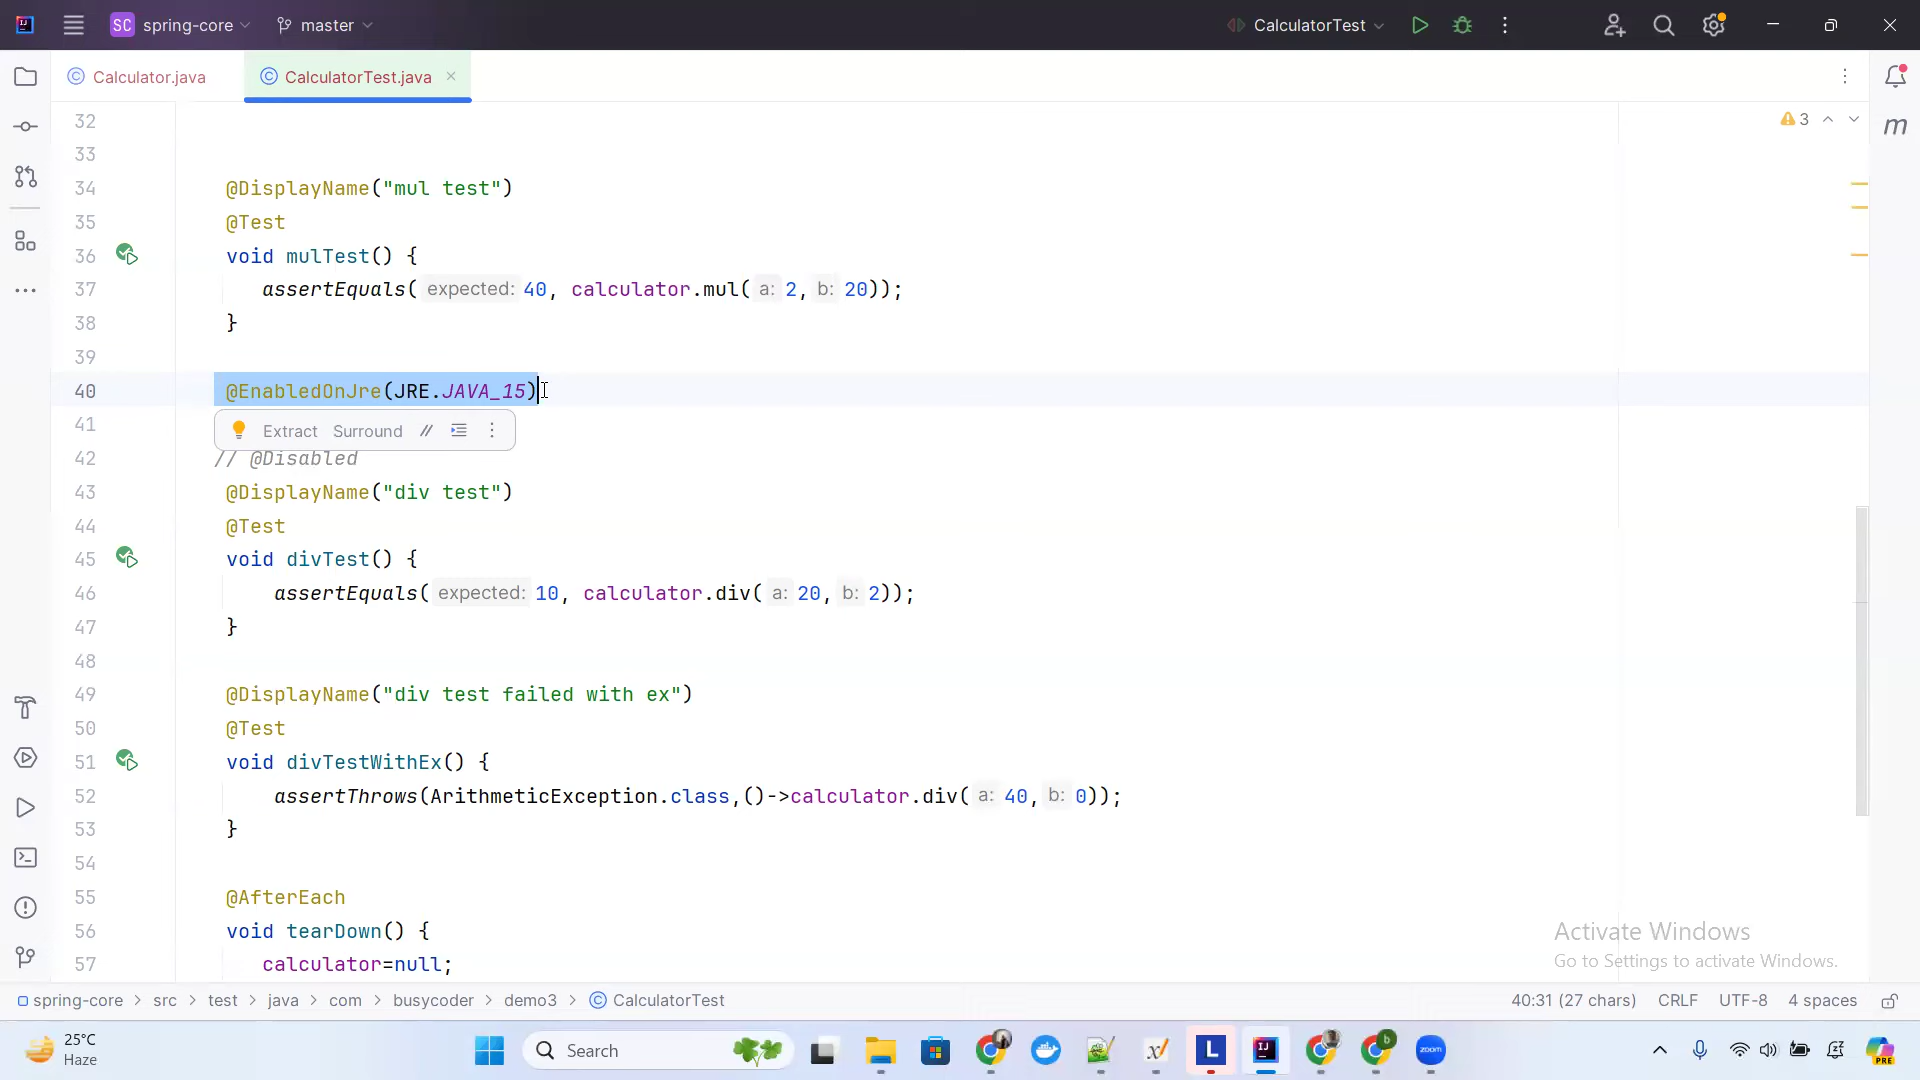 SC spring-core master CalculatorTest
Calculator.java CalculatorTest.java
32
33
34 @DisplayName("mul test")
35 @Test
36 void mulTest() {
37 assertEquals( expected: 40, calculator.mul( a: 2, b: 20));
38 }
39
40 @EnabledOnJre(JRE.JAVA_15)
41 Extract Surround //
42 // @Disabled
43 @DisplayName("div test")
44 @Test
45 void divTest() {
46 assertEquals( expected: 10, calculator.div( a: 20, b: 2));
47 }
48
49 @DisplayName("div test failed with ex")
50 @Test
51 void divTestWithEx() {
52 assertThrows(ArithmeticException.class,()->calculator.div( a: 40, b: 0));
53 }
54
55 @AfterEach
56 void tearDown() {
57 calculator=null;
3
m
Activate Windows
Go to Settings to activate Windows.
spring-core > src > test > java > com > busycoder > demo3 > CalculatorTest 40:31 (27 chars) CRLF UTF-8 4 spaces
25°C
Haze
Search
L
zoom
PRE